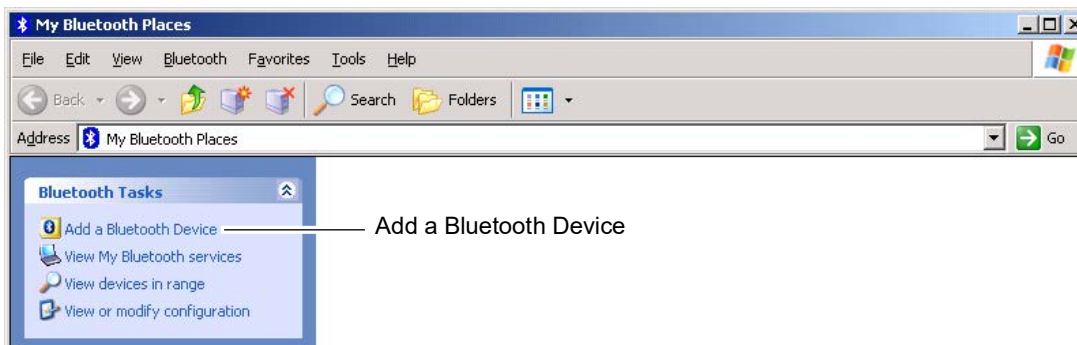 My Bluetooth Places
File Edit View Bluetooth Favorites Tools Help
Back Search Folders
Address My Bluetooth Places Go
Bluetooth Tasks
Add a Bluetooth Device Add a Bluetooth Device
View My Bluetooth services
View devices in range
View or modify configuration